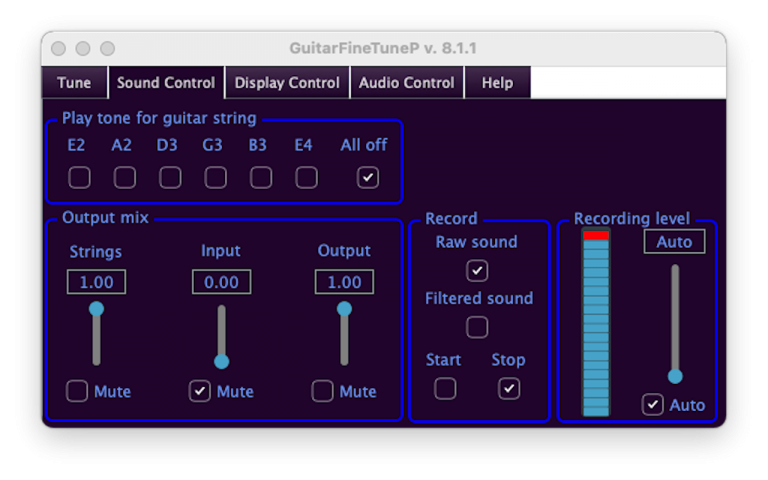 GuitarFineTuneP v. 8.1.1
Tune Sound Control Display Control Audio Control Help
Play tone for guitar string
E2 A2 D3 G3 B3 E4 All off
Output mix
Strings Input Output
1.00 0.00 1.00
Mute Mute Mute
Record
Raw sound
Filtered sound
Start Stop
Recording level
Auto
Auto